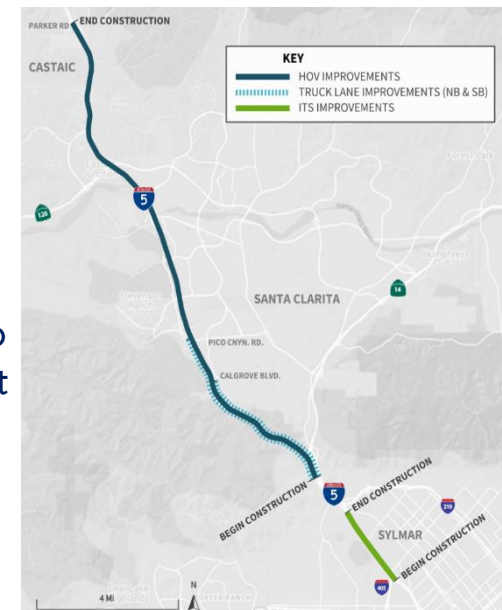 PARKER RD
END CONSTRUCTION
CASTAIC
KEY
HOV IMPROVEMENTS
TRUCK LANE IMPROVEMENTS (NB & SB)
ITS IMPROVEMENTS
126
5
14
SANTA CLARITA
PICO CNYN. RD.
CALGROVE BLVD.
o
t
BEGIN CONSTRUCTION
5
END CONSTRUCTION
210
SYLMAR
BEGIN CONSTRUCTION
405
N
4 Mi